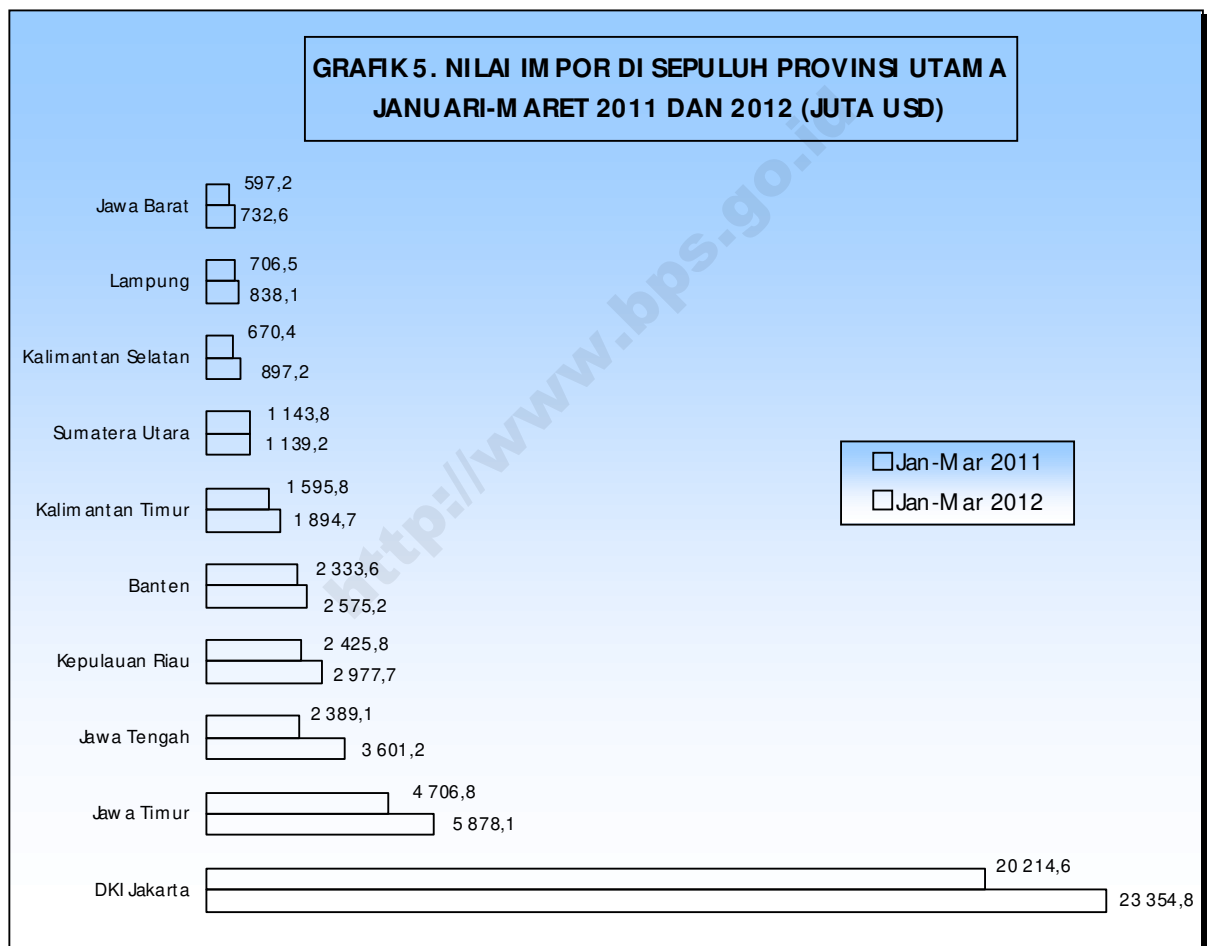 GRAFIK 5. NILAI IMPOR DI SEPULUH PROVINSI UTAMA
JANUARI-MARET 2011 DAN 2012 (JUTA USD)
Jawa Barat
597,2
732,6
Lampung
706,5
838,1
Kalimantan Selatan
670,4
897,2
Sumatera Utara
1 143,8
1 139,2
Kalimantan Timur
1 595,8
1 894,7
Banten
2 333,6
2 575,2
Kepulauan Riau
2 425,8
2 977,7
Jawa Tengah
2 389,1
3 601,2
Jawa Timur
4 706,8
5 878,1
DKI Jakarta
20 214,6
23 354,8
Jan-Mar 2011
Jan-Mar 2012
http://www.bps.go.id